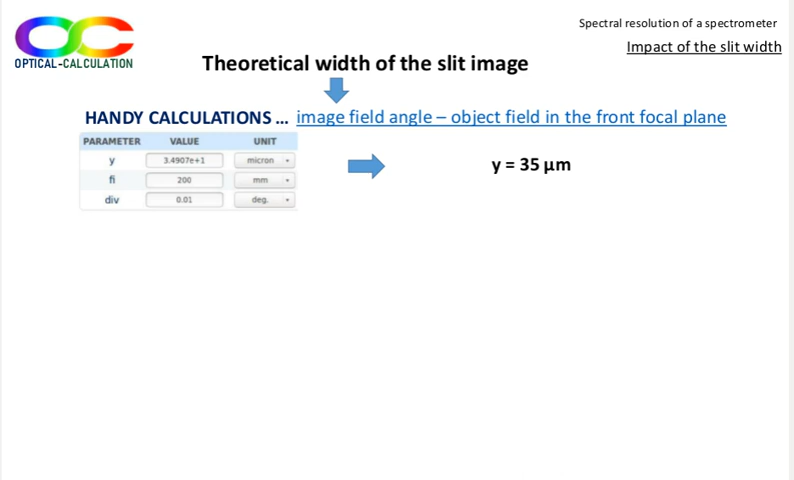 OPTICAL-CALCULATION
Spectral resolution of a spectrometer
Impact of the slit width
Theoretical width of the slit image
HANDY CALCULATIONS ... image field angle – object field in the front focal plane
PARAMETER VALUE UNIT
y 3.4907e+1 micron
fi 200 mm
div 0.01 deg.
y = 35 µm